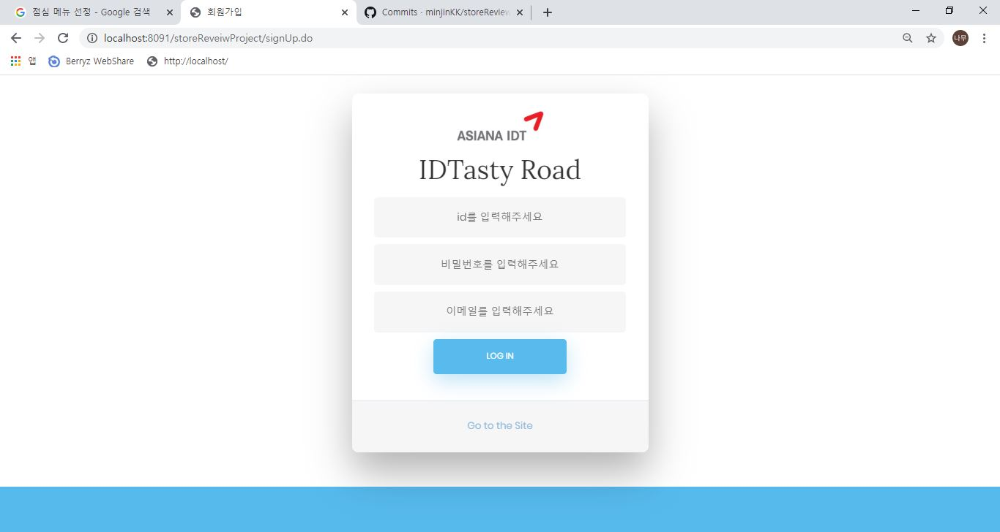 점심 메뉴 선정 - Google 검색
회원가입
Commits · minjinKK/storeReview
localhost:8091/storeReveiwProject/signUp.do
나무
앱
Berryz WebShare
http://localhost/
ASIANA IDT
IDTasty Road
id를 입력해주세요
비밀번호를 입력해주세요
이메일를 입력해주세요
LOG IN
Go to the Site